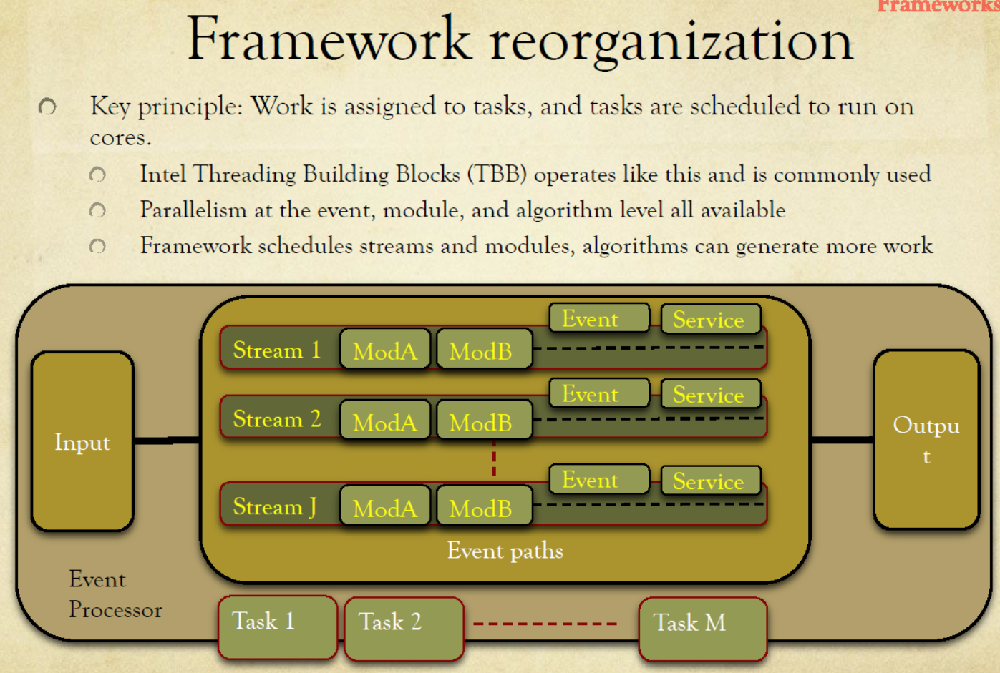 Frameworks
Framework reorganization
Key principle: Work is assigned to tasks, and tasks are scheduled to run on
cores.
Intel Threading Building Blocks (TBB) operates like this and is commonly used
Parallelism at the event, module, and algorithm level all available
Framework schedules streams and modules, algorithms can generate more work
Event Service
Stream 1 ModA ModB
Event Service
Stream 2 ModA ModB
Input
Outpu
t
Event Service
Stream J ModA ModB
Event paths
Event
Processor
Task 1 Task 2 Task M